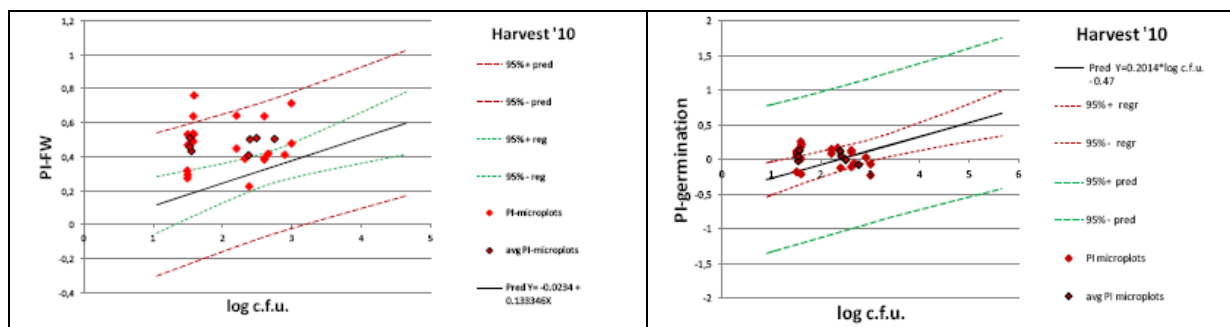 Harvest '10
1,2
1
0,8
0,6
0,4
0,2
0
0,2
0,4
0 1 2 3 4 5
PI-FW
log c.f.u.
95%+ pred
95%- pred
95%+ reg
95%- reg
PI-microplots
avg PI-microplots
Pred Y= -0.0234 +
0.133346X
Harvest '10
2
1,5
1
0,5
0
-0,5
-1
-1,5
-2
0 1 2 3 4 5 6
PI-germination
log c.f.u.
Pred Y=0.2014*log c.f.u.
- 0.47
95%+ regr
95%- regr
95%+ pred
95%- pred
PI microplots
avg PI microplots